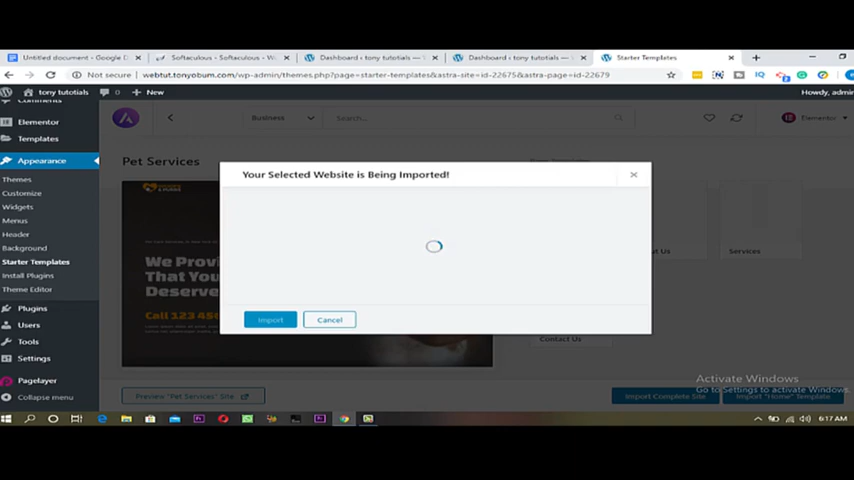 Untitled document - Google D
Softaculous - Softaculous - W
Dashboard ‹ tony tutotials — V
Dashboard ‹ tony tutotials —
Starter Templates
Not secure | webtut.tonyobum.com/wp-admin/themes.php?page=starter-templates&astra-site=id-22675&astra-page=id-22679
tony tutotials
0
+ New
Howdy, admin
Comments
Elementor
Templates
Appearance
Themes
Customize
Widgets
Menus
Header
Background
Starter Templates
Install Plugins
Theme Editor
Plugins
Users
Tools
Settings
Pagelayer
Collapse menu
Business
Search...
Elementor
Pet Services
Your Selected Website is Being Imported!
We Provi
That You
Deserve
Call 123 456
ut Us
Services
Import
Cancel
Contact Us
Preview "Pet Services" Site
Import Complete Site
Import "Home" Template
Activate Windows
Go to Settings to activate Windows.
6:17 AM